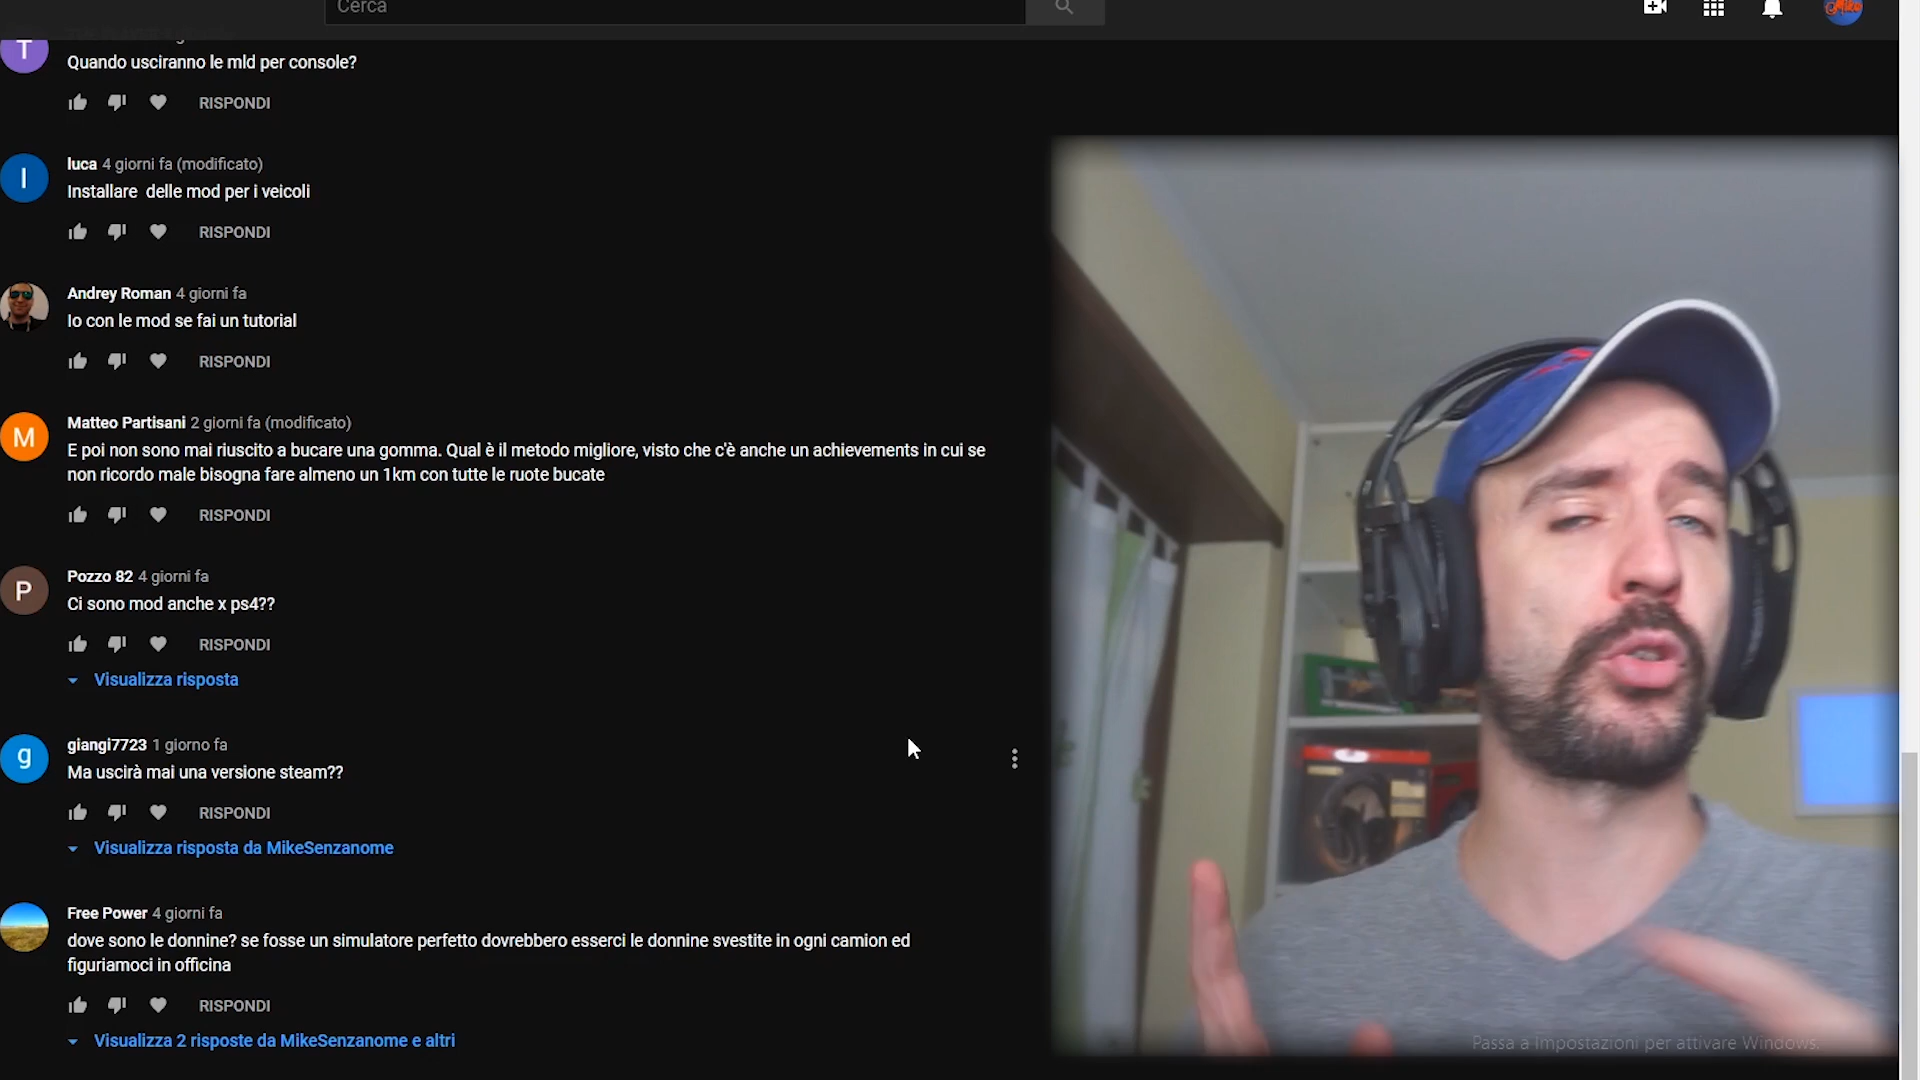 Cerca
T
Quando usciranno le mld per console?
RISPONDI
l
luca 4 giorni fa (modificato)
Installare delle mod per i veicoli
RISPONDI
Andrey Roman 4 giorni fa
Io con le mod se fai un tutorial
RISPONDI
M
Matteo Partisani 2 giorni fa (modificato)
E poi non sono mai riuscito a bucare una gomma. Qual è il metodo migliore, visto che c'è anche un achievements in cui se
non ricordo male bisogna fare almeno un 1km con tutte le ruote bucate
RISPONDI
P
Pozzo 82 4 giorni fa
Ci sono mod anche x ps4??
RISPONDI
Visualizza risposta
g
giangi7723 1 giorno fa
Ma uscirà mai una versione steam??
RISPONDI
Visualizza risposta da MikeSenzanome
Free Power 4 giorni fa
dove sono le donnine? se fosse un simulatore perfetto dovrebbero esserci le donnine svestite in ogni camion ed
figuriamoci in officina
RISPONDI
Visualizza 2 risposte da MikeSenzanome e altri
Passa a Impostazioni per attivare Windows.